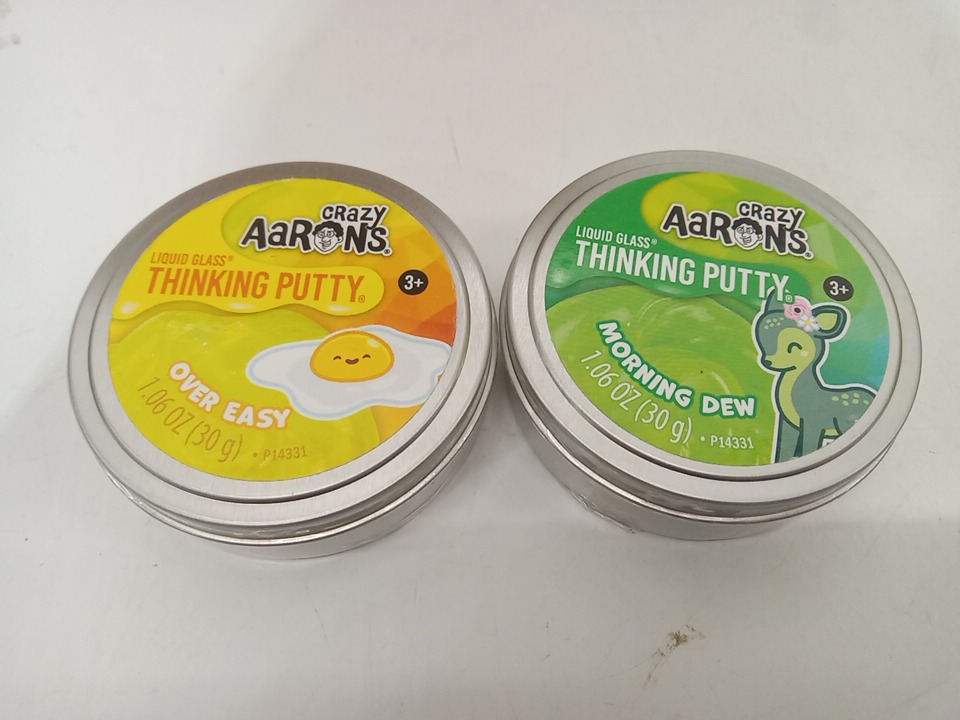 CRAZY
AARONS®
LIQUID GLASS®
THINKING PUTTY
3+
OVER EASY
1.06 OZ (30 g)
• P14331
CRAZY
AARONS®
LIQUID GLASS®
THINKING PUTTY
3+
MORNING DEW
1.06 OZ (30 g)
• P14331